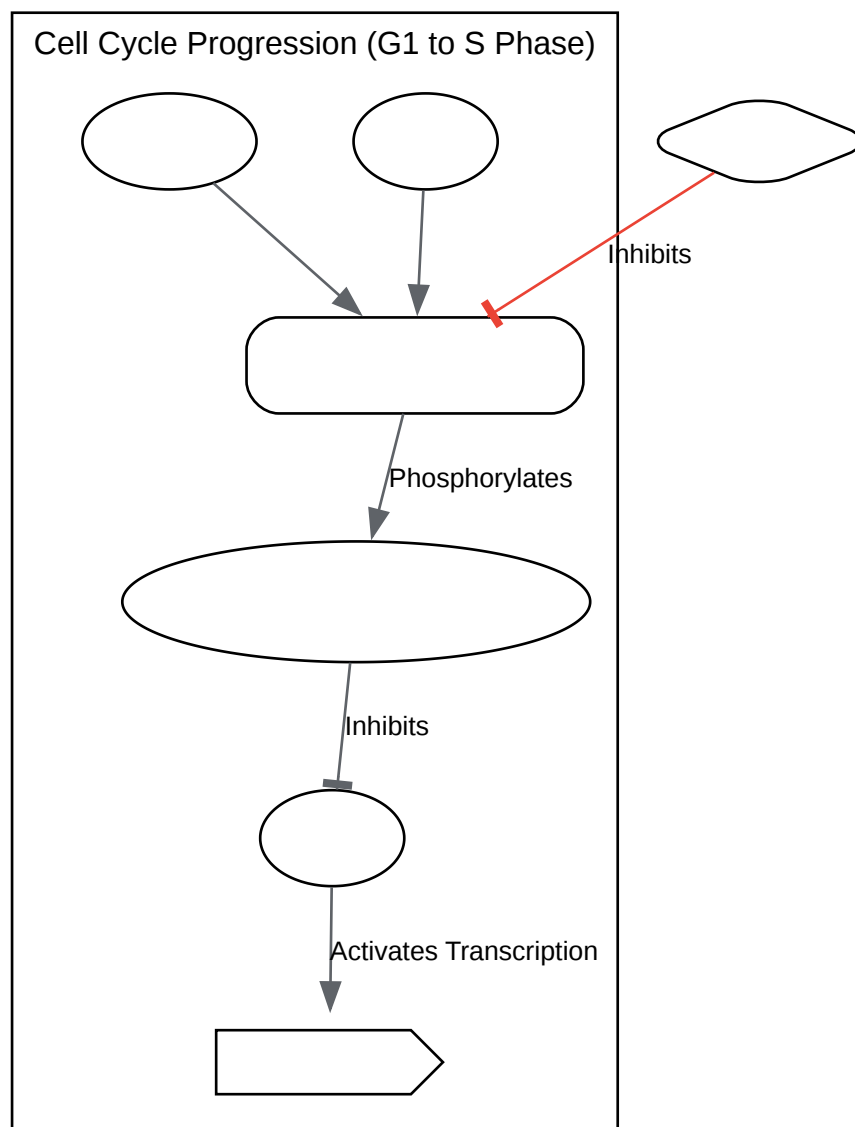 Cell Cycle Progression (G1 to S Phase)
Inhibits
Phosphorylates
Inhibits
Activates Transcription